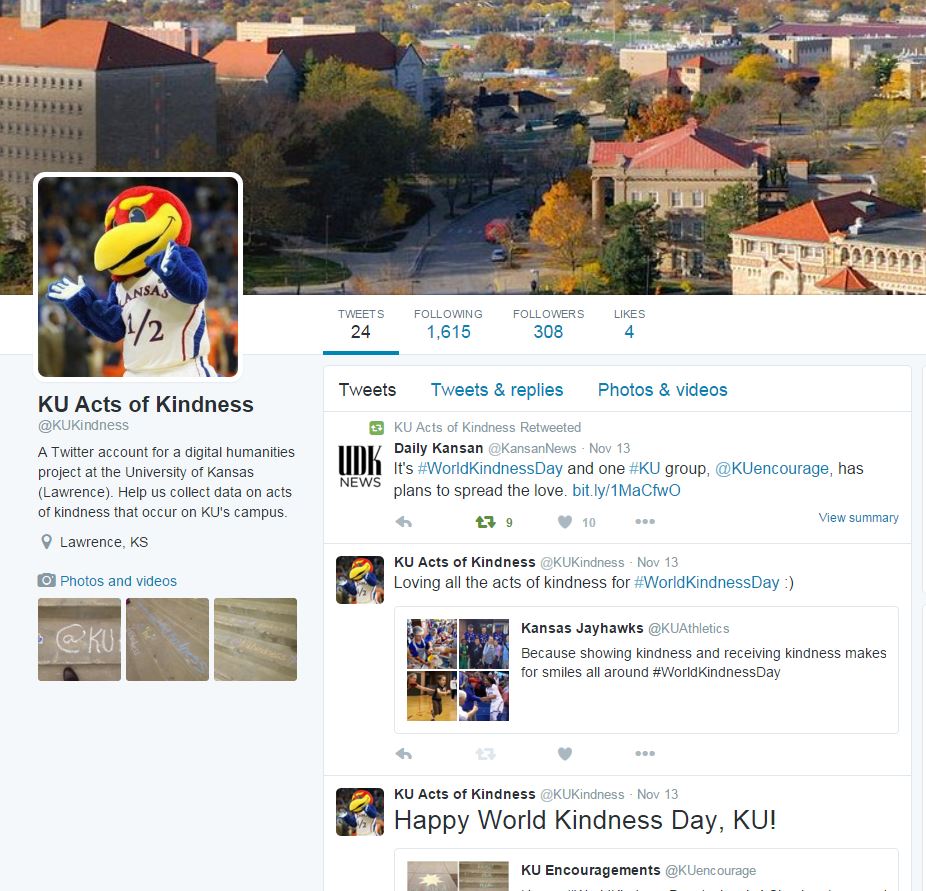 KANSAS
1/2
TWEETS FOLLOWING FOLLOWERS LIKES
24 1,615 308 4
KU Acts of Kindness
@KUKindness
A Twitter account for a digital humanities
project at the University of Kansas
(Lawrence). Help us collect data on acts
of kindness that occur on KU's campus.
Lawrence, KS
Photos and videos
@KU
Tweets Tweets & replies Photos & videos
KU Acts of Kindness Retweeted
UDK
NEWS
Daily Kansan @KansanNews · Nov 13
It's #WorldKindnessDay and one #KU group, @KUencourage, has
plans to spread the love. bit.ly/1MaCfwO
9 10 View summary
KU Acts of Kindness @KUKindness · Nov 13
Loving all the acts of kindness for #WorldKindnessDay :)
Kansas Jayhawks @KUAthletics
Because showing kindness and receiving kindness makes
for smiles all around #WorldKindnessDay
KU Acts of Kindness @KUKindness · Nov 13
Happy World Kindness Day, KU!
KU Encouragements @KUencourage